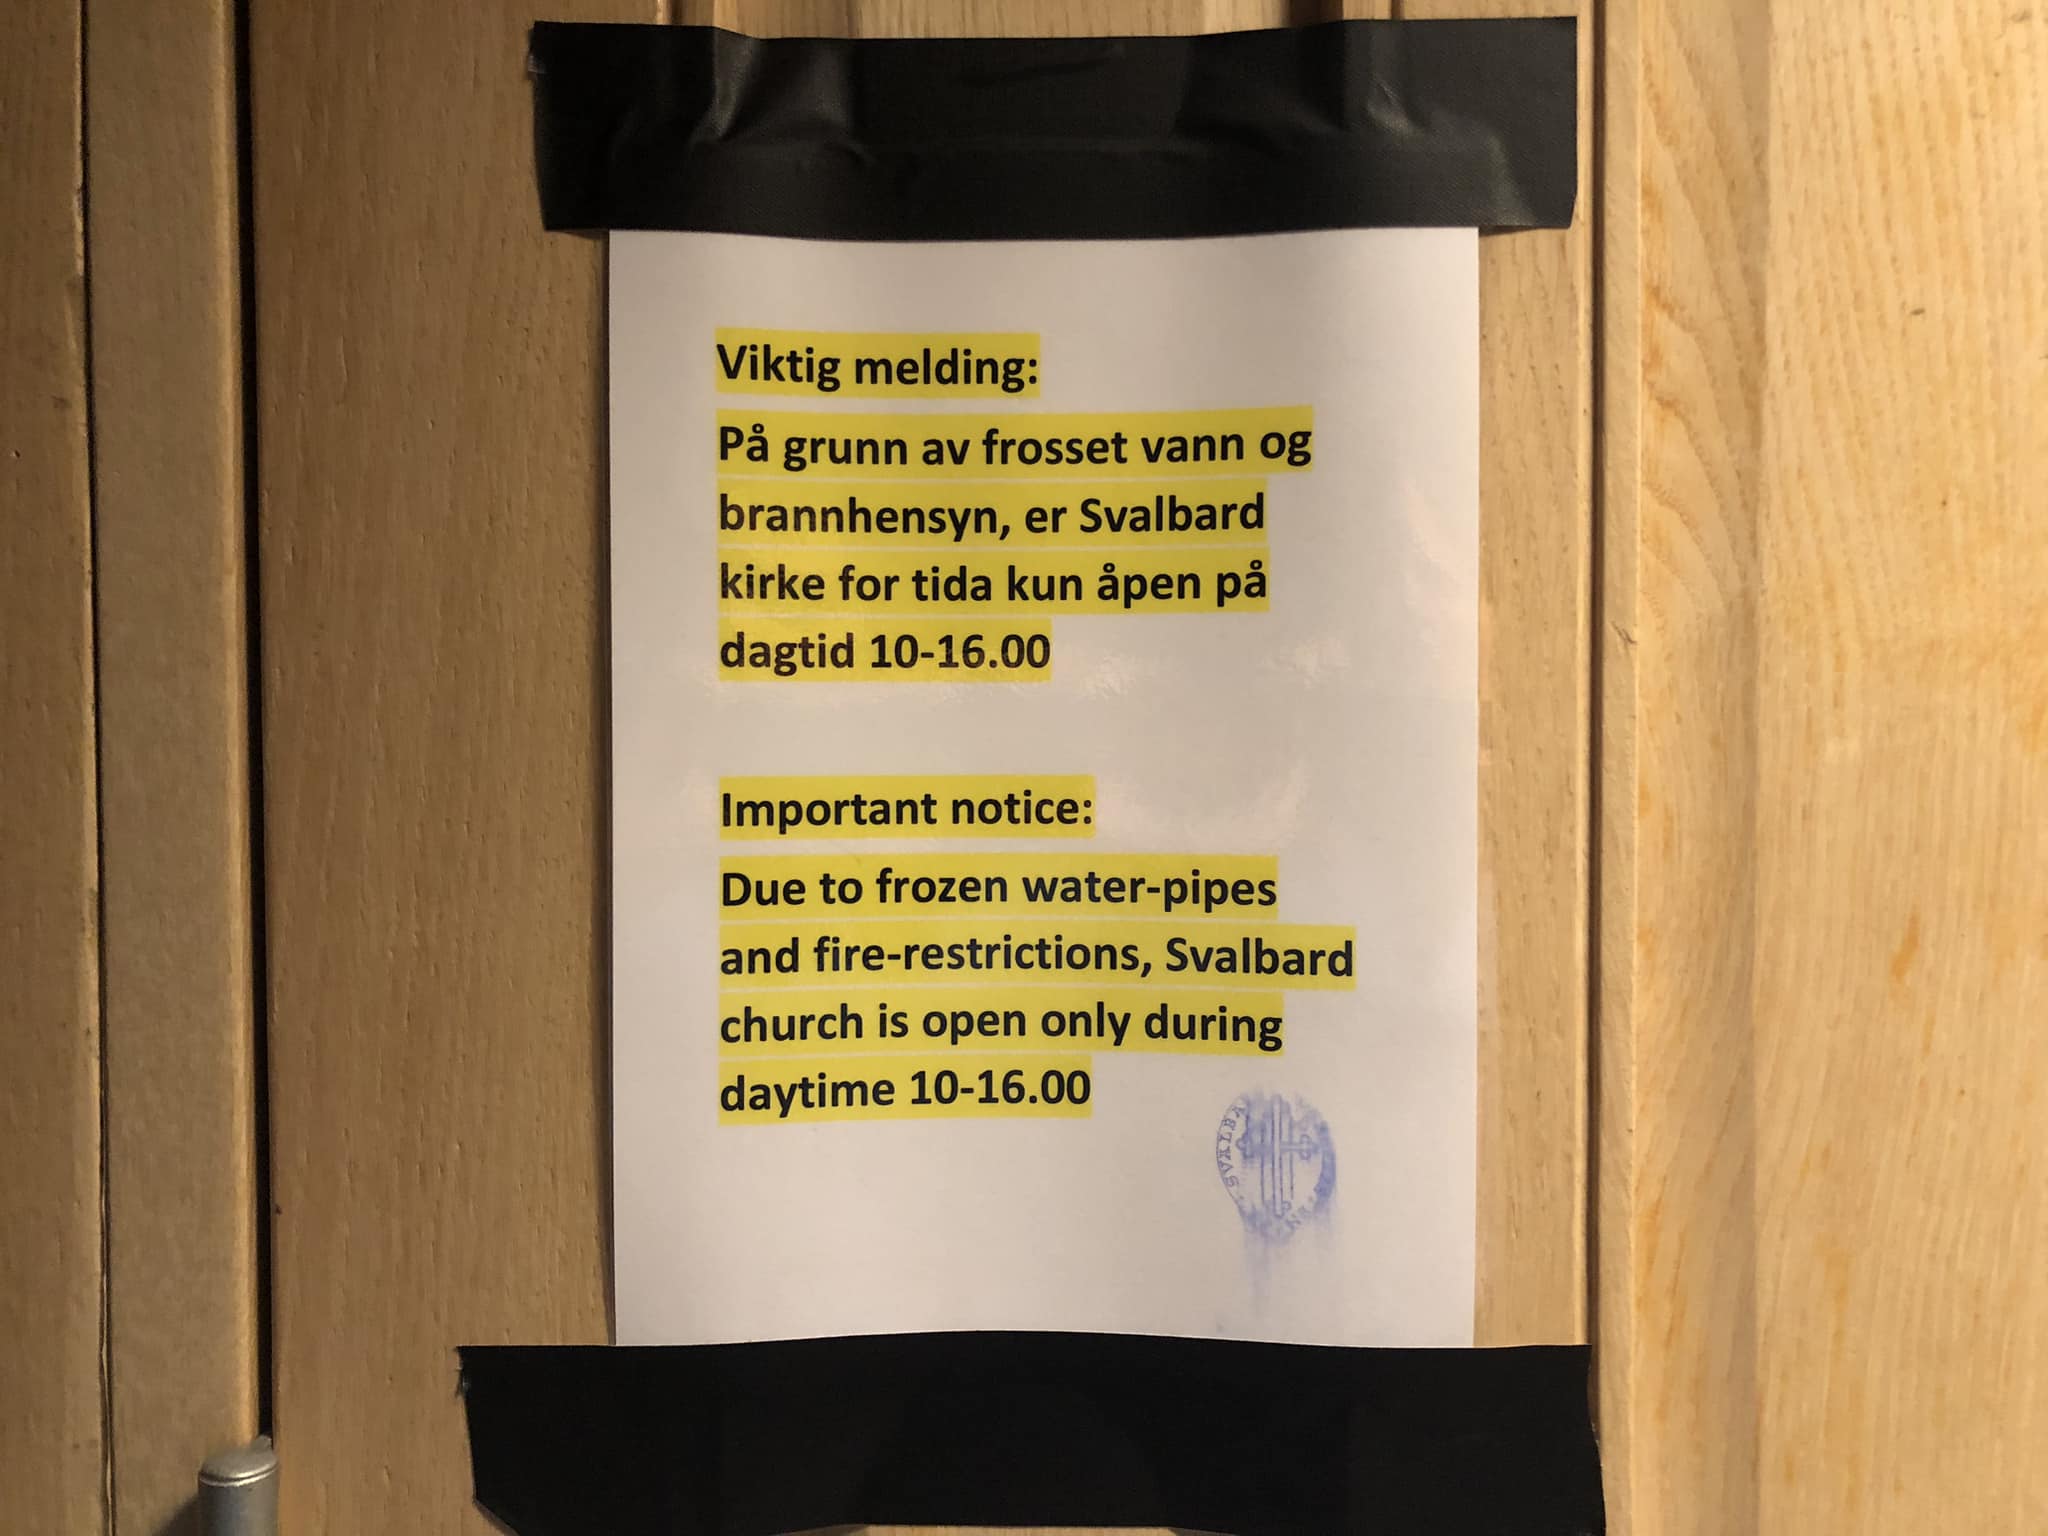 Viktig melding:
På grunn av frosset vann og
brannhensyn, er Svalbard
kirke for tida kun åpen på
dagtid 10-16.00
Important notice:
Due to frozen water-pipes
and fire-restrictions, Svalbard
church is open only during
daytime 10-16.00